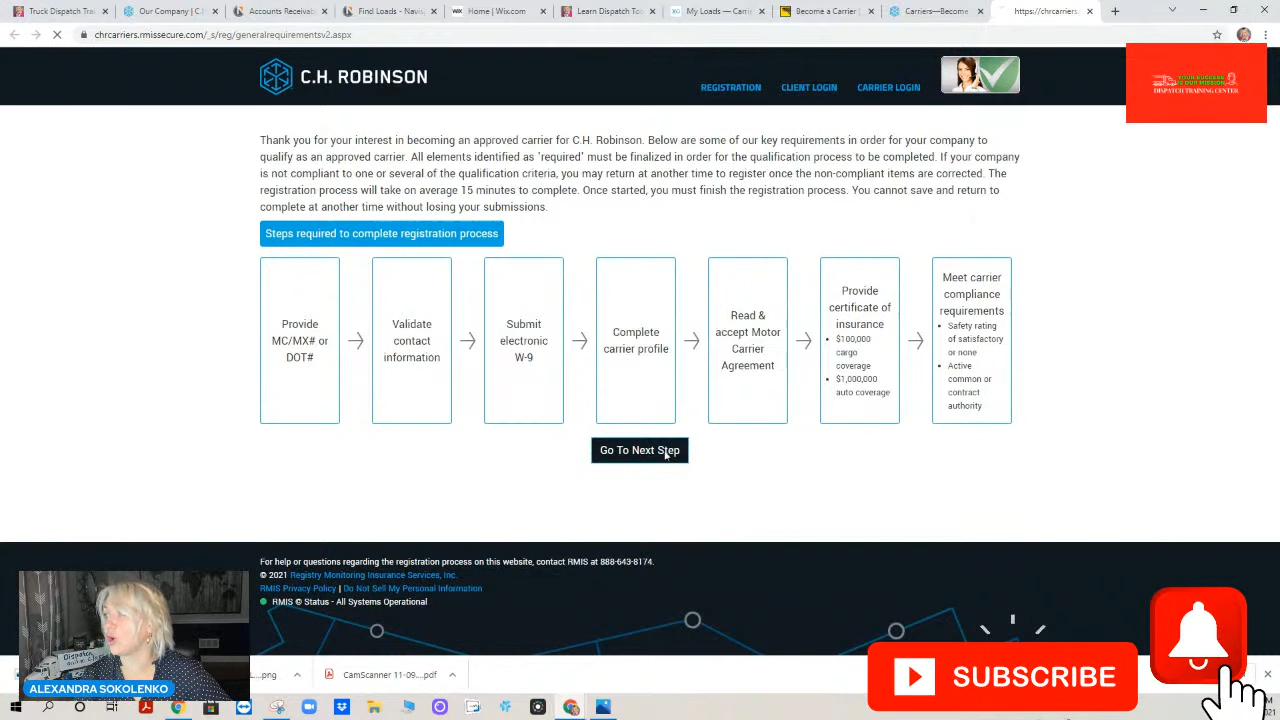 Truck Dispatch Tra
Our Company | C.H
Accounts Receivab
Find Loads - Navis
Home | Wix.com
Learn Dispatch Tod
My Loads — Carrie
Become a Carrier |
Carriers—Become
chrcarriers.rmisse
chrcarriers.rmissecure.com/_s/reg/generalrequirementsv2.aspx
C.H. ROBINSON
REGISTRATION CLIENT LOGIN CARRIER LOGIN
YOUR SUCCESS
IS OUR MISSION
DISPATCH TRAINING CENTER
Thank you for your interest in becoming an approved carrier for C.H. Robinson. Below are some of our key requirements in order for your company to
qualify as an approved carrier. All elements identified as 'required' must be finalized in order for the qualification process to be completed. If your company
is not compliant to one or several of the qualification criteria, you may return at another time to register once the non-compliant items are corrected. The
registration process will take on average 15 minutes to complete. Once started, you must finish the registration process. You cannot save and return to
complete at another time without losing your submissions.
Steps required to complete registration process
Provide
MC/MX# or
DOT#
Validate
contact
information
Submit
electronic
W-9
Complete
carrier profile
Read &
accept Motor
Carrier
Agreement
Provide
certificate of
insurance
• $100,000
cargo
coverage
• $1,000,000
auto coverage
Meet carrier
compliance
requirements
• Safety rating
of satisfactory
or none
• Active
common or
contract
authority
Go To Next Step
For help or questions regarding the registration process on this website, contact RMIS at 888-643-8174.
© 2021 Registry Monitoring Insurance Services, Inc.
RMIS Privacy Policy | Do Not Sell My Personal Information
RMIS © Status - All Systems Operational
ALEXANDRA SOKOLENKO
.png
CamScanner 11-09....pdf
SUBSCRIBE